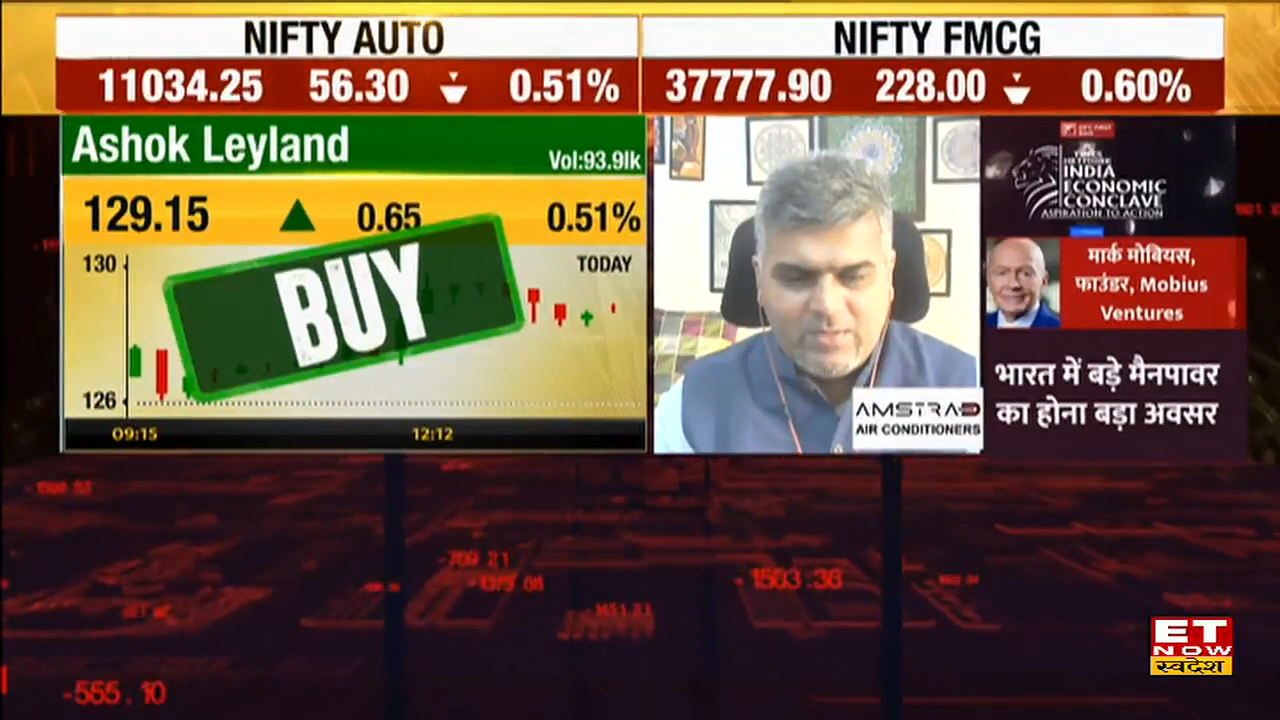 NIFTY AUTO
11034.25 56.30 0.51%
NIFTY FMCG
37777.90 228.00 0.60%
Ashok Leyland
Vol:93.9lk
129.15 0.65 0.51%
130
TODAY
BUY
126
09:15 12:12
AMSTRAD
AIR CONDITIONERS
INDIA
ECONOMIC
CONCLAVE
ASPIRATION TO ACTION
मार्क मोबियस,
फाउंडर, Mobius
Ventures
भारत में बड़े मैनपावर
का होना बड़ा अवसर
-1503.36
-555.10
ET
NOW
स्वदेश